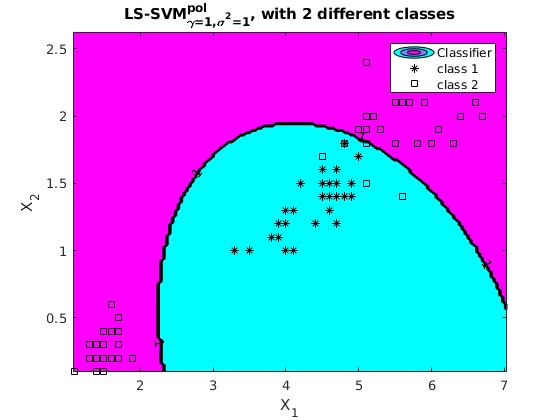 LS-SVM^pol_γ=1,σ²=1, with 2 different classes
Classifier
class 1
class 2
2.5
2
1.5
1
0.5
X₂
2
3
4
5
6
7
X₁